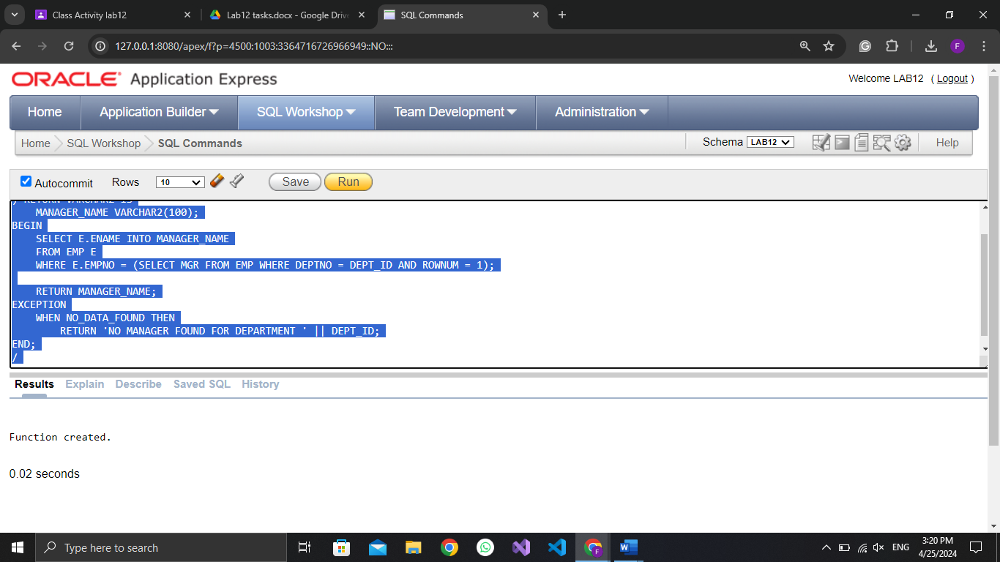 Class Activity lab12
Lab12 tasks.docx - Google Drive
SQL Commands
127.0.0.1:8080/apex/f?p=4500:1003:3364716726966949::NO:::
F
ORACLE Application Express
Welcome LAB12 ( Logout )
Home
Application Builder
SQL Workshop
Team Development
Administration
Home
SQL Workshop
SQL Commands
Schema
LAB12
Help
Autocommit
Rows
10
Save
Run
) RETURN VARCHAR2 IS
MANAGER_NAME VARCHAR2(100);
BEGIN
SELECT E.ENAME INTO MANAGER_NAME
FROM EMP E
WHERE E.EMPNO = (SELECT MGR FROM EMP WHERE DEPTNO = DEPT_ID AND ROWNUM = 1);
RETURN MANAGER_NAME;
EXCEPTION
WHEN NO_DATA_FOUND THEN
RETURN 'NO MANAGER FOUND FOR DEPARTMENT ' || DEPT_ID;
END;
/
Results
Explain
Describe
Saved SQL
History
Function created.
0.02 seconds
Type here to search
ENG
3:20 PM
4/25/2024